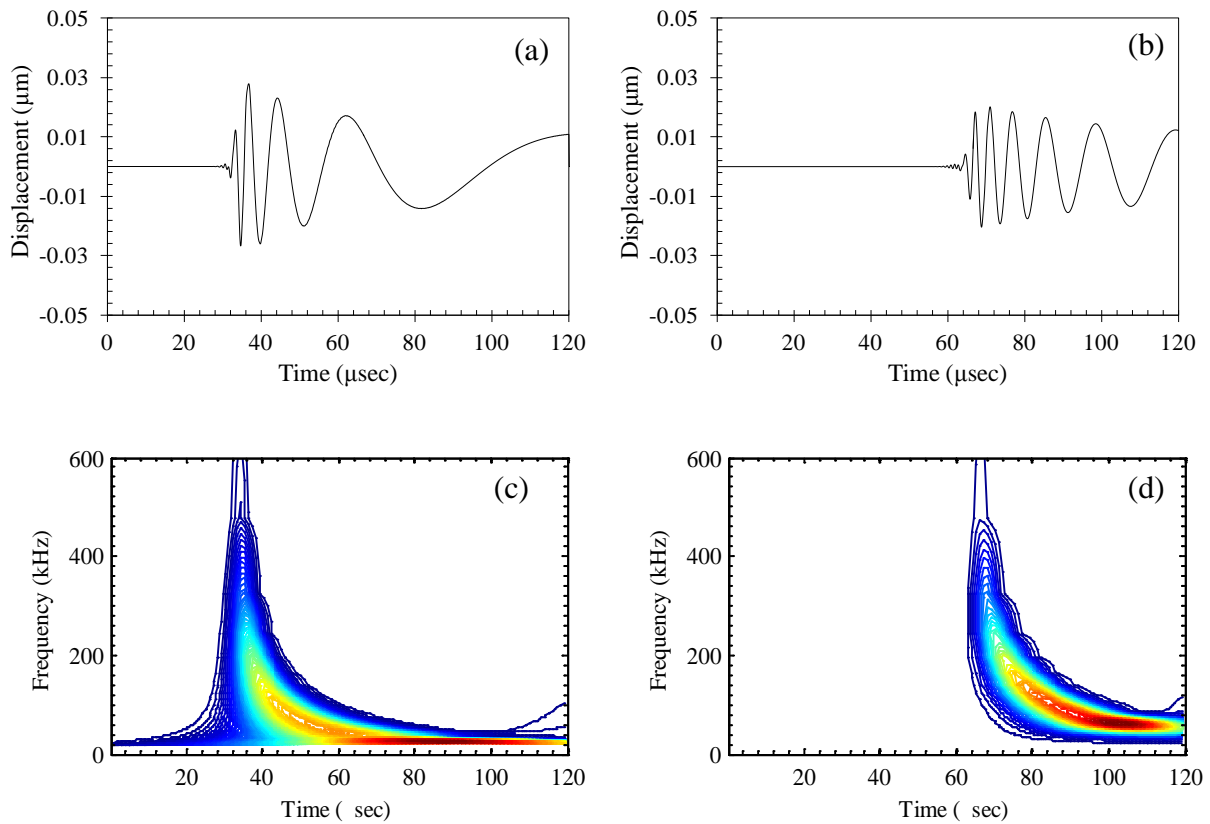 (a)
0.05
0.03
0.01
-0.01
-0.03
-0.05
Displacement (µm)
0 20 40 60 80 100 120
Time (µsec)
(b)
0.05
0.03
0.01
-0.01
-0.03
-0.05
Displacement (µm)
0 20 40 60 80 100 120
Time (µsec)
(c)
600
400
200
0
Frequency (kHz)
20 40 60 80 100 120
Time ( sec)
(d)
600
400
200
0
Frequency (kHz)
20 40 60 80 100 120
Time ( sec)